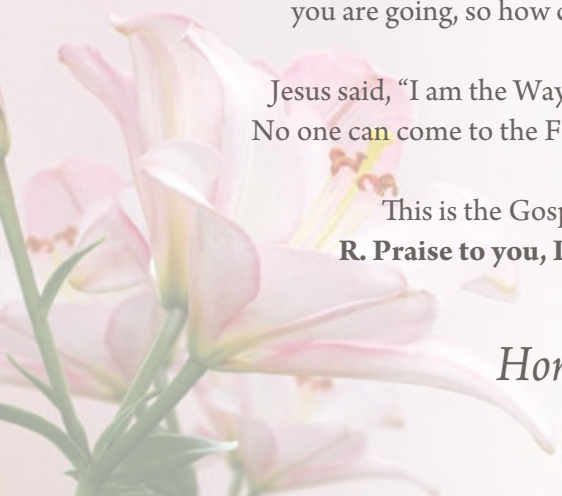 you are going, so how
Jesus said, “I am the Way
No one can come to the F
This is the Gosp
R. Praise to you,
Hom